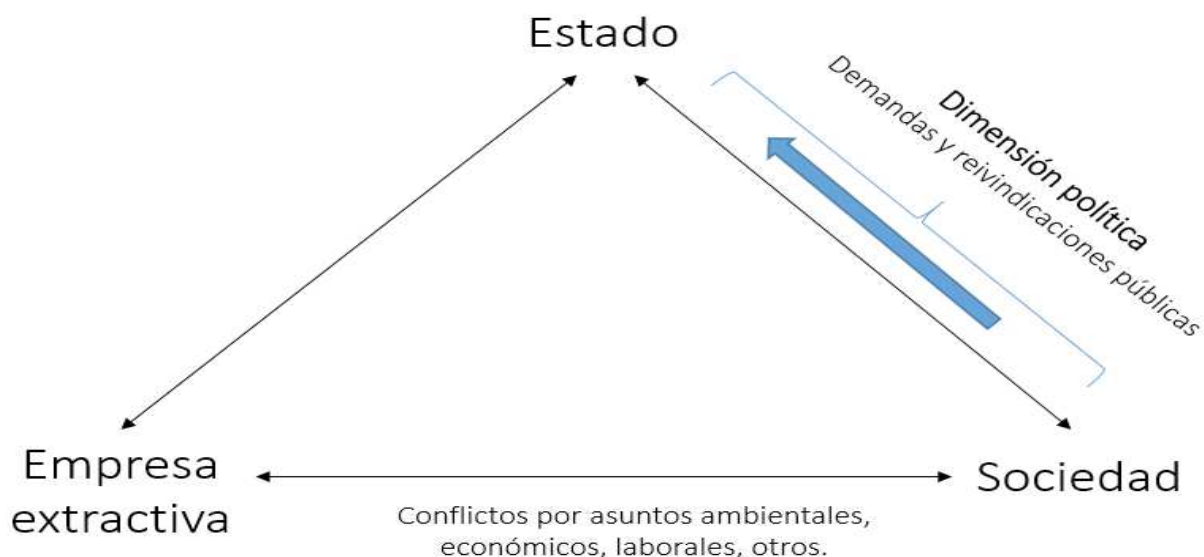 Estado
Dimensión política
Demandas y reivindicaciones públicas
Empresa
extractiva
Sociedad
Conflictos por asuntos ambientales,
económicos, laborales, otros.